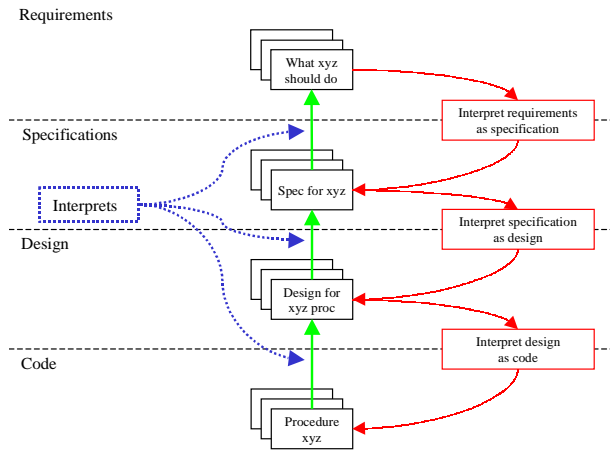 Requirements
What xyz
should do
Interpret requirements
as specification
Specifications
Spec for xyz
Interprets
Interpret specification
as design
Design
Design for
xyz proc
Interpret design
as code
Code
Procedure
xyz